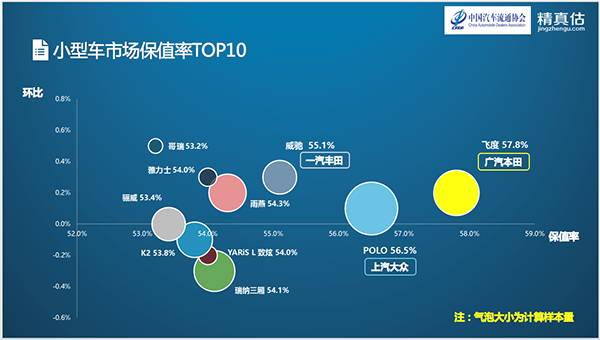 中国汽车流通协会
China Automobile Dealers Association
精真估
jingzhengu.com
小型车市场保值率TOP10
环比
0.8%
0.6%
哥瑞 53.2%
威驰 55.1%
飞度 57.8%
一汽丰田
广汽本田
0.4%
雅力士 54.0%
0.2%
骊威 53.4%
雨燕 54.3%
0.0%
52.0%
53.0%
54.0%
55.0%
56.0%
57.0%
58.0%
59.0%
保值率
K2 53.8%
YARiS L 致炫 54.0%
POLO 56.5%
-0.2%
上汽大众
瑞纳三厢 54.1%
-0.4%
-0.6%
注：气泡大小为计算样本量